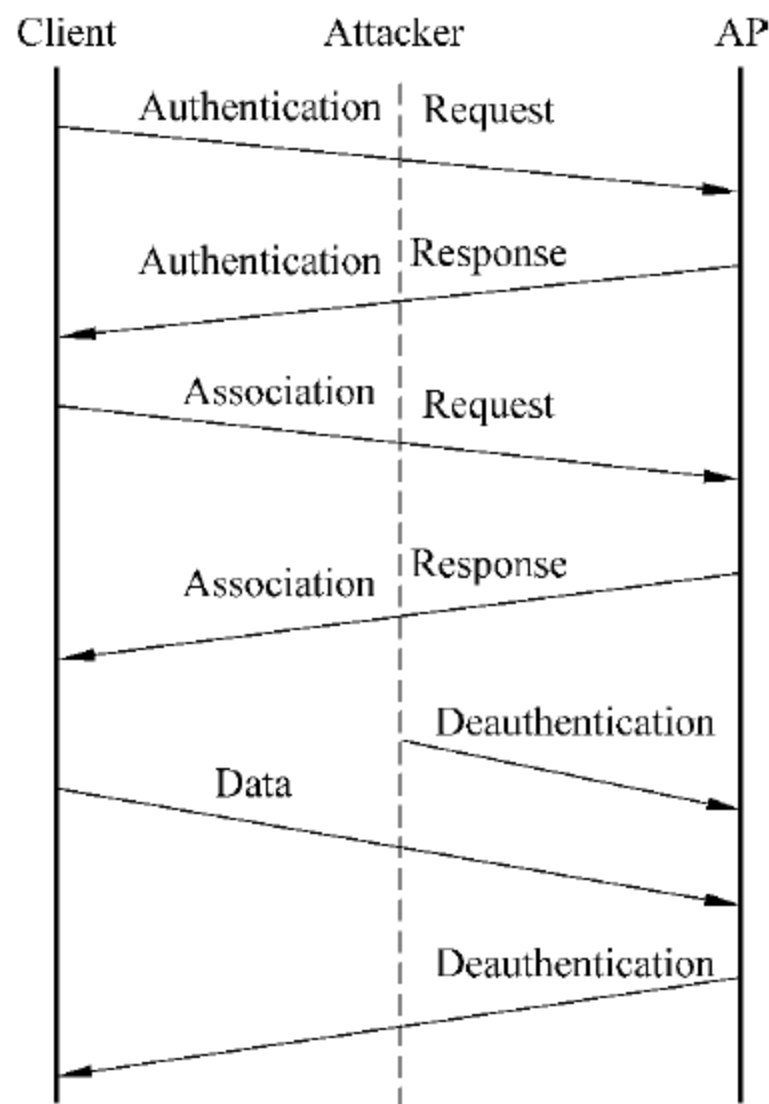 Client Attacker AP
Authentication Request
Authentication Response
Association Request
Association Response
Deauthentication
Data
Deauthentication